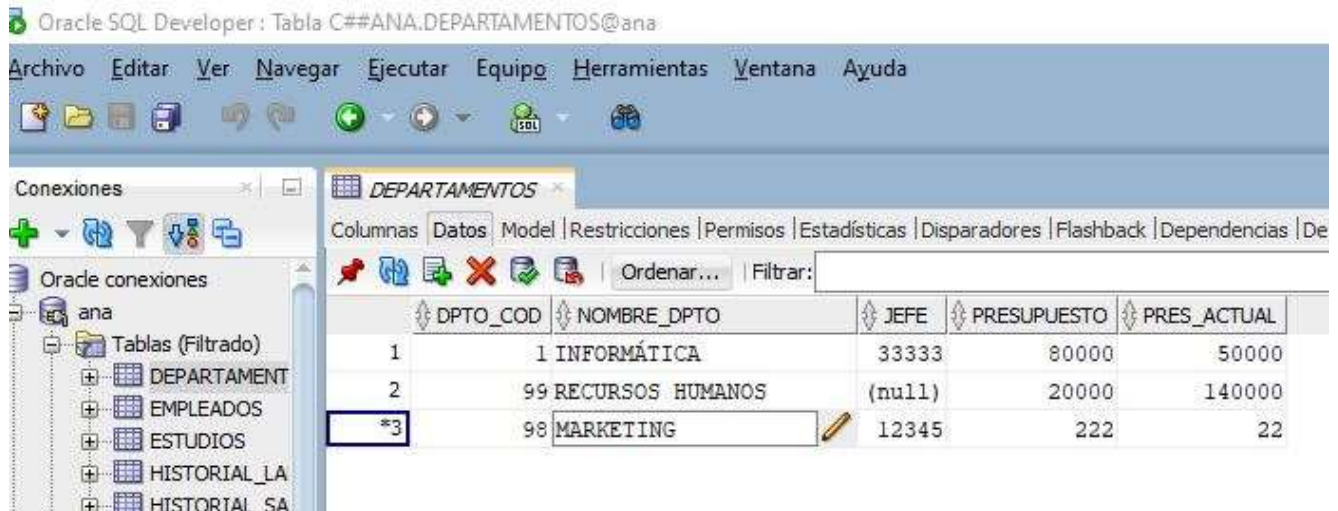 Oracle SQL Developer : Tabla C##ANA.DEPARTAMENTOS@ana
Archivo Editar Ver Navegar Ejecutar Equipo Herramientas Ventana Ayuda
SQL
Conexiones
DEPARTAMENTOS
Columnas Datos Model |Restricciones |Permisos |Estadísticas |Disparadores |Flashback |Dependencias |De
Ordenar... Filtrar:
Oracle conexiones
ana
Tablas (Filtrado)
DEPARTAMENT
EMPLEADOS
ESTUDIOS
HISTORIAL_LA
HISTORIAL_SA
DPTO_COD NOMBRE_DPTO JEFE PRESUPUESTO PRES_ACTUAL
1 1 INFORMÁTICA 33333 80000 50000
2 99 RECURSOS HUMANOS (null) 20000 140000
*3 98 MARKETING 12345 222 22